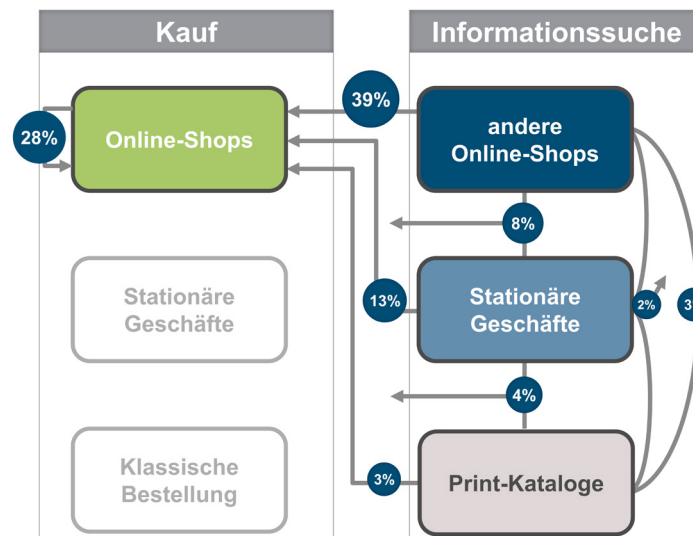 Kauf
Informationssuche
39%
andere
Online-Shops
Online-Shops
28%
8%
Stationäre
Geschäfte
13%
Stationäre
Geschäfte
2%
4%
Klassische
Bestellung
3%
Print-Kataloge